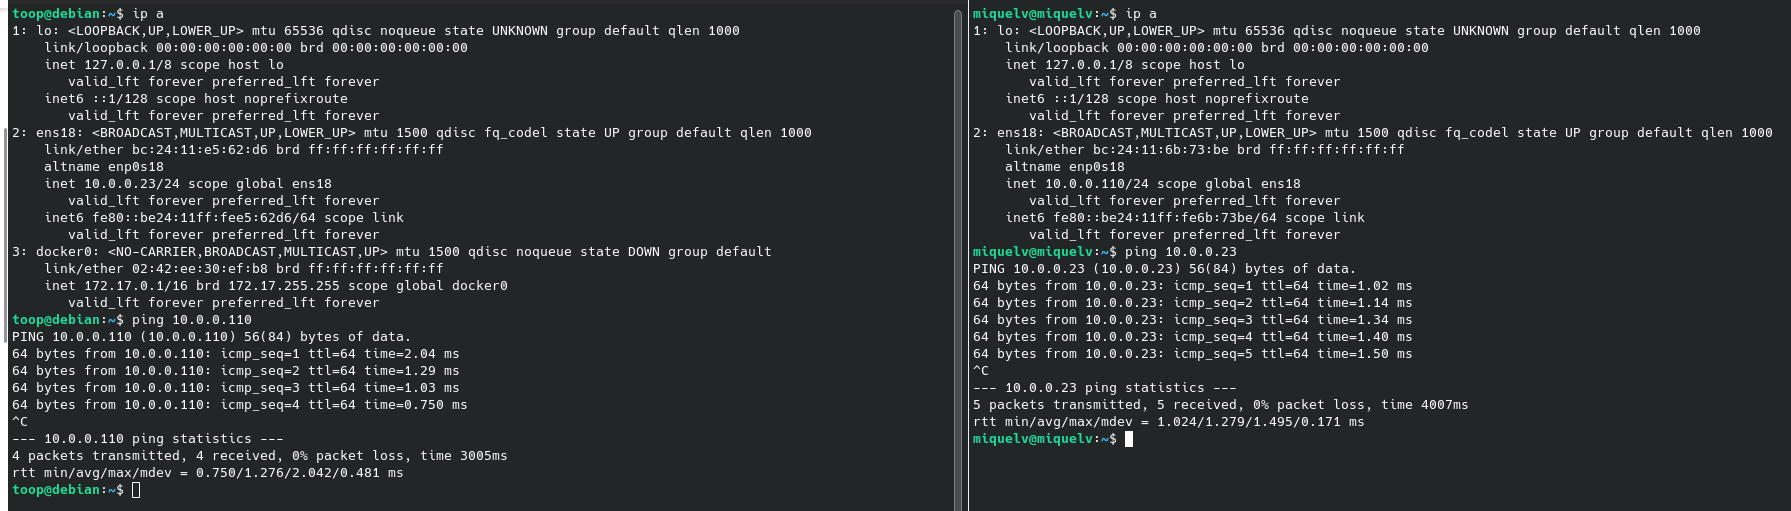 toop@debian:~$ ip a
1: lo: <LOOPBACK,UP,LOWER_UP> mtu 65536 qdisc noqueue state UNKNOWN group default qlen 1000
    link/loopback 00:00:00:00:00:00 brd 00:00:00:00:00:00
    inet 127.0.0.1/8 scope host lo
       valid_lft forever preferred_lft forever
    inet6 ::1/128 scope host noprefixroute
       valid_lft forever preferred_lft forever
2: ens18: <BROADCAST,MULTICAST,UP,LOWER_UP> mtu 1500 qdisc fq_codel state UP group default qlen 1000
    link/ether bc:24:11:e5:62:d6 brd ff:ff:ff:ff:ff:ff
    altname enp0s18
    inet 10.0.0.23/24 scope global ens18
       valid_lft forever preferred_lft forever
    inet6 fe80::be24:11ff:fee5:62d6/64 scope link
       valid_lft forever preferred_lft forever
3: docker0: <NO-CARRIER,BROADCAST,MULTICAST,UP> mtu 1500 qdisc noqueue state DOWN group default
    link/ether 02:42:ee:30:ef:b8 brd ff:ff:ff:ff:ff:ff
    inet 172.17.0.1/16 brd 172.17.255.255 scope global docker0
       valid_lft forever preferred_lft forever
toop@debian:~$ ping 10.0.0.110
PING 10.0.0.110 (10.0.0.110) 56(84) bytes of data.
64 bytes from 10.0.0.110: icmp_seq=1 ttl=64 time=2.04 ms
64 bytes from 10.0.0.110: icmp_seq=2 ttl=64 time=1.29 ms
64 bytes from 10.0.0.110: icmp_seq=3 ttl=64 time=1.03 ms
64 bytes from 10.0.0.110: icmp_seq=4 ttl=64 time=0.750 ms
^C
--- 10.0.0.110 ping statistics ---
4 packets transmitted, 4 received, 0% packet loss, time 3005ms
rtt min/avg/max/mdev = 0.750/1.276/2.042/0.481 ms
toop@debian:~$
miquelv@miquelv:~$ ip a
1: lo: <LOOPBACK,UP,LOWER_UP> mtu 65536 qdisc noqueue state UNKNOWN group default qlen 1000
    link/loopback 00:00:00:00:00:00 brd 00:00:00:00:00:00
    inet 127.0.0.1/8 scope host lo
       valid_lft forever preferred_lft forever
    inet6 ::1/128 scope host noprefixroute
       valid_lft forever preferred_lft forever
2: ens18: <BROADCAST,MULTICAST,UP,LOWER_UP> mtu 1500 qdisc fq_codel state UP group default qlen 1000
    link/ether bc:24:11:6b:73:be brd ff:ff:ff:ff:ff:ff
    altname enp0s18
    inet 10.0.0.110/24 scope global ens18
       valid_lft forever preferred_lft forever
    inet6 fe80::be24:11ff:fe6b:73be/64 scope link
       valid_lft forever preferred_lft forever
miquelv@miquelv:~$ ping 10.0.0.23
PING 10.0.0.23 (10.0.0.23) 56(84) bytes of data.
64 bytes from 10.0.0.23: icmp_seq=1 ttl=64 time=1.02 ms
64 bytes from 10.0.0.23: icmp_seq=2 ttl=64 time=1.14 ms
64 bytes from 10.0.0.23: icmp_seq=3 ttl=64 time=1.34 ms
64 bytes from 10.0.0.23: icmp_seq=4 ttl=64 time=1.40 ms
64 bytes from 10.0.0.23: icmp_seq=5 ttl=64 time=1.50 ms
^C
--- 10.0.0.23 ping statistics ---
5 packets transmitted, 5 received, 0% packet loss, time 4007ms
rtt min/avg/max/mdev = 1.024/1.279/1.495/0.171 ms
miquelv@miquelv:~$